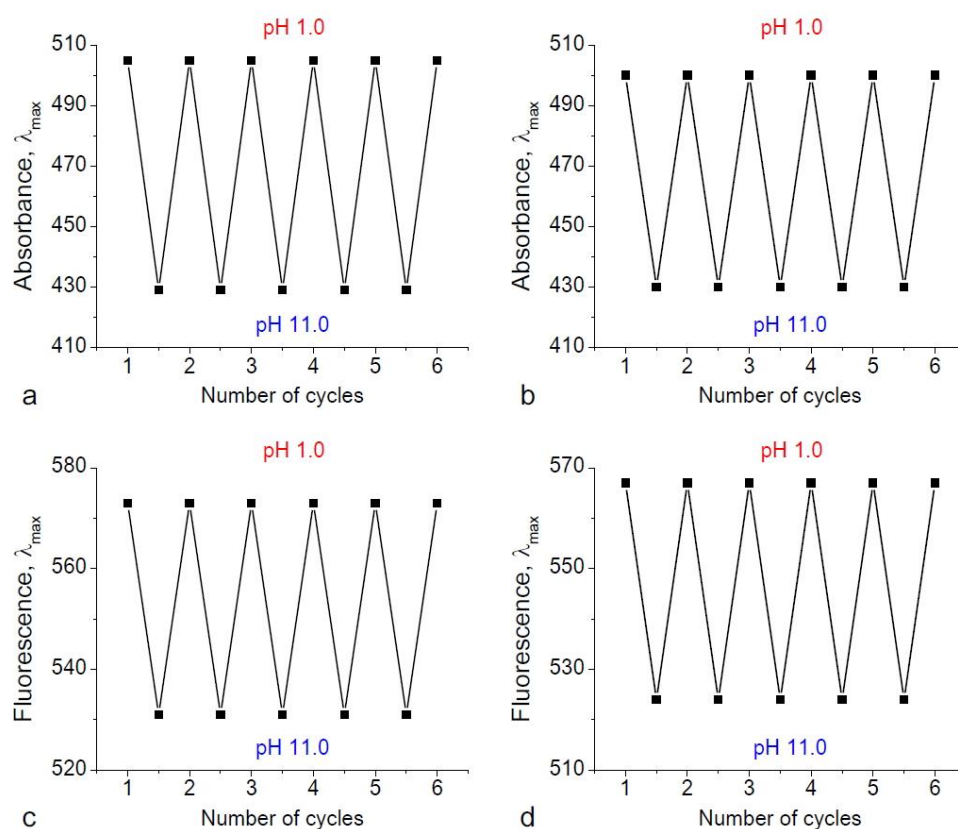 pH 1.0
510
490
470
450
430
410
Absorbance, λmax
pH 11.0
1 2 3 4 5 6
Number of cycles
a
pH 1.0
510
490
470
450
430
410
Absorbance, λmax
pH 11.0
1 2 3 4 5 6
Number of cycles
b
pH 1.0
580
560
540
520
Fluorescence, λmax
pH 11.0
1 2 3 4 5 6
Number of cycles
c
pH 1.0
570
550
530
510
Fluorescence, λmax
pH 11.0
1 2 3 4 5 6
Number of cycles
d